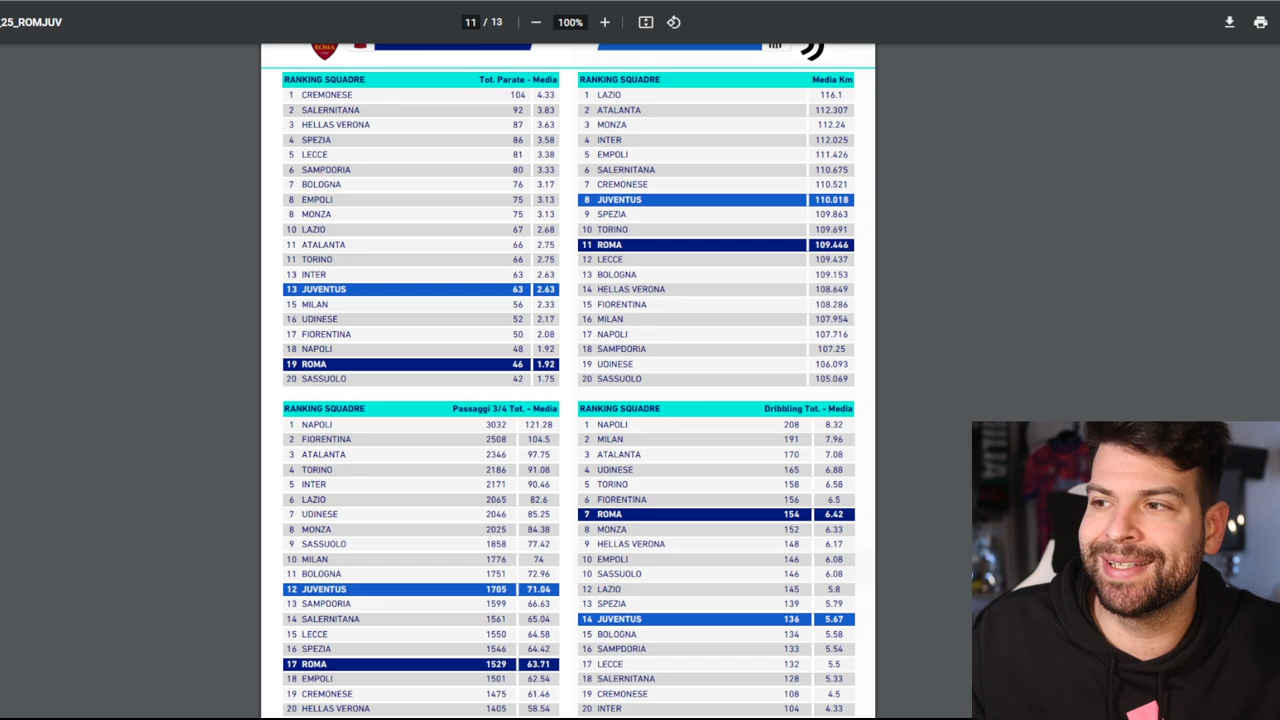 _25_ROMJUV
11 / 13
100%
ROMA
RANKING SQUADRE Tot. Parate - Media
1 CREMONESE 104 4.33
2 SALERNITANA 92 3.83
3 HELLAS VERONA 87 3.63
4 SPEZIA 86 3.58
5 LECCE 81 3.38
6 SAMPDORIA 80 3.33
7 BOLOGNA 76 3.17
8 EMPOLI 75 3.13
8 MONZA 75 3.13
10 LAZIO 67 2.68
11 ATALANTA 66 2.75
11 TORINO 66 2.75
13 INTER 63 2.63
13 JUVENTUS 63 2.63
15 MILAN 56 2.33
16 UDINESE 52 2.17
17 FIORENTINA 50 2.08
18 NAPOLI 48 1.92
19 ROMA 46 1.92
20 SASSUOLO 42 1.75
RANKING SQUADRE Media Km
1 LAZIO 116.1
2 ATALANTA 112.307
3 MONZA 112.24
4 INTER 112.025
5 EMPOLI 111.426
6 SALERNITANA 110.675
7 CREMONESE 110.521
8 JUVENTUS 110.018
9 SPEZIA 109.863
10 TORINO 109.691
11 ROMA 109.446
12 LECCE 109.437
13 BOLOGNA 109.153
14 HELLAS VERONA 108.649
15 FIORENTINA 108.286
16 MILAN 107.954
17 NAPOLI 107.716
18 SAMPDORIA 107.25
19 UDINESE 106.093
20 SASSUOLO 105.069
RANKING SQUADRE Passaggi 3/4 Tot. - Media
1 NAPOLI 3032 121.28
2 FIORENTINA 2508 104.5
3 ATALANTA 2346 97.75
4 TORINO 2186 91.08
5 INTER 2171 90.46
6 LAZIO 2065 82.6
7 UDINESE 2046 85.25
8 MONZA 2025 84.38
9 SASSUOLO 1858 77.42
10 MILAN 1776 74
11 BOLOGNA 1751 72.96
12 JUVENTUS 1705 71.04
13 SAMPDORIA 1599 66.63
14 SALERNITANA 1561 65.04
15 LECCE 1550 64.58
16 SPEZIA 1546 64.42
17 ROMA 1529 63.71
18 EMPOLI 1501 62.54
19 CREMONESE 1475 61.46
20 HELLAS VERONA 1405 58.54
RANKING SQUADRE Dribbling Tot. - Media
1 NAPOLI 208 8.32
2 MILAN 191 7.96
3 ATALANTA 170 7.08
4 UDINESE 165 6.88
5 TORINO 158 6.58
6 FIORENTINA 156 6.5
7 ROMA 154 6.42
8 MONZA 152 6.33
9 HELLAS VERONA 148 6.17
10 EMPOLI 146 6.08
10 SASSUOLO 146 6.08
12 LAZIO 145 5.8
13 SPEZIA 139 5.79
14 JUVENTUS 136 5.67
15 BOLOGNA 134 5.58
16 SAMPDORIA 133 5.54
17 LECCE 132 5.5
18 SALERNITANA 128 5.33
19 CREMONESE 108 4.5
20 INTER 104 4.33